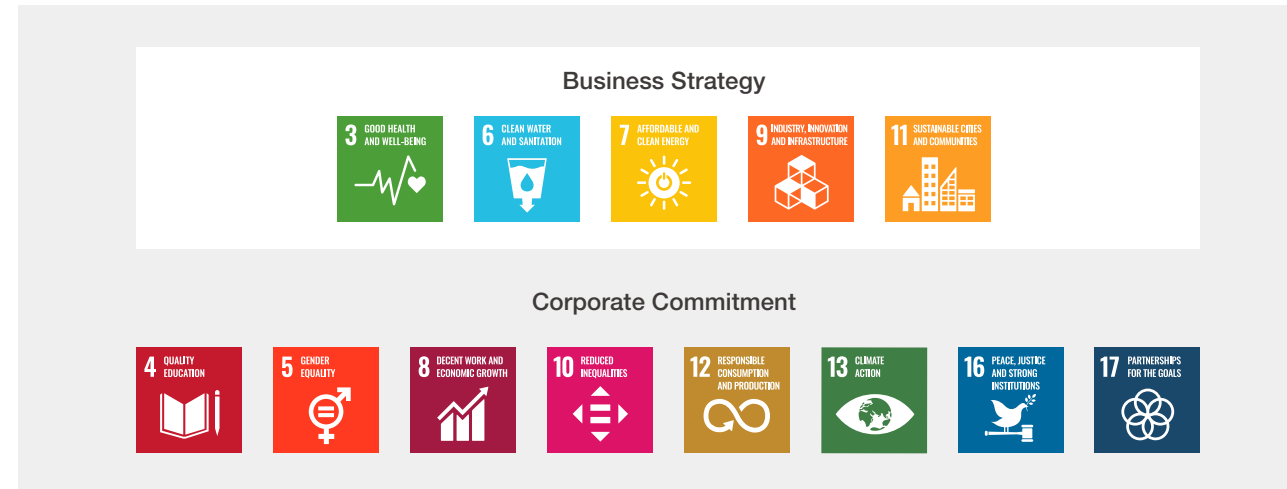 Business Strategy
3 GOOD HEALTH
AND WELL-BEING
6 CLEAN WATER
AND SANITATION
7 AFFORDABLE AND
CLEAN ENERGY
9 INDUSTRY, INNOVATION
AND INFRASTRUCTURE
11 SUSTAINABLE CITIES
AND COMMUNITIES
Corporate Commitment
4 QUALITY
EDUCATION
5 GENDER
EQUALITY
8 DECENT WORK AND
ECONOMIC GROWTH
10 REDUCED
INEQUALITIES
12 RESPONSIBLE
CONSUMPTION
AND PRODUCTION
13 CLIMATE
ACTION
16 PEACE, JUSTICE
AND STRONG
INSTITUTIONS
17 PARTNERSHIPS
FOR THE GOALS